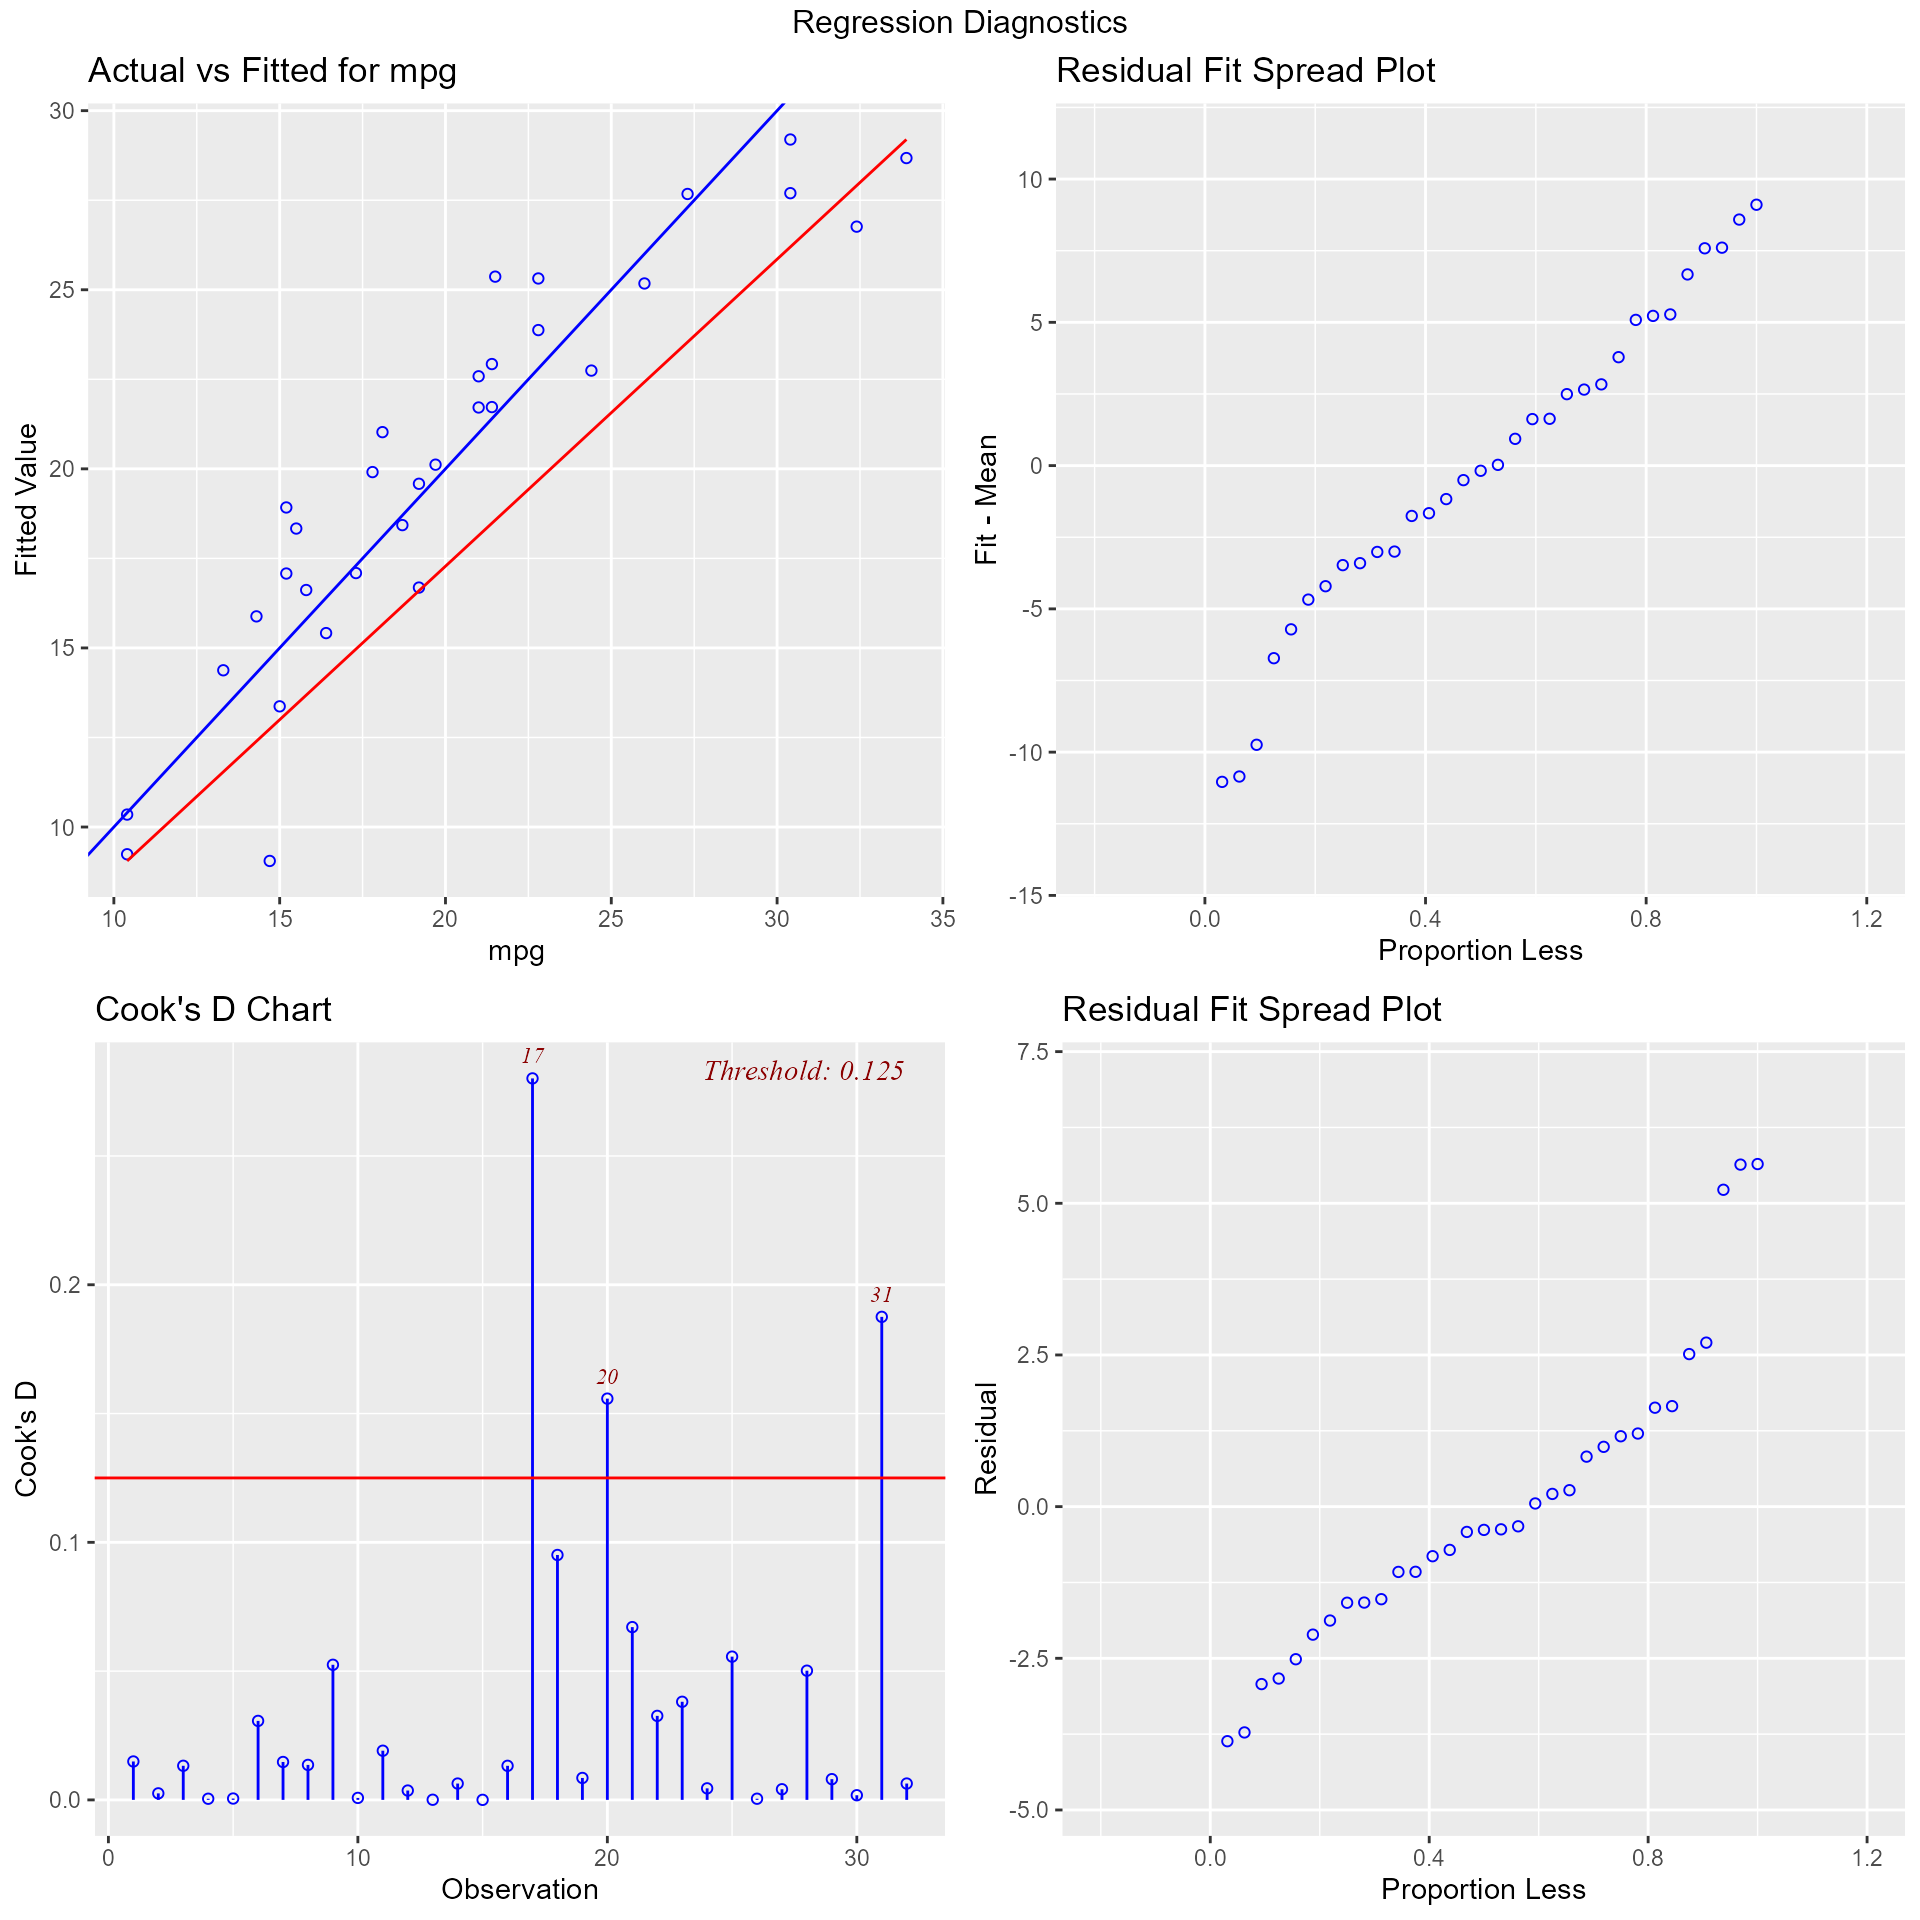 Regression Diagnostics
Actual vs Fitted for mpg
30
25
20
15
10
Fitted Value
10 15 20 25 30 35
mpg
Residual Fit Spread Plot
10
5
0
-5
-10
-15
Fit - Mean
0.0 0.4 0.8 1.2
Proportion Less
Cook's D Chart
17
Threshold: 0.125
31
20
0.2
0.1
0.0
Cook's D
0 10 20 30
Observation
Residual Fit Spread Plot
7.5
5.0
2.5
0.0
-2.5
-5.0
Residual
0.0 0.4 0.8 1.2
Proportion Less